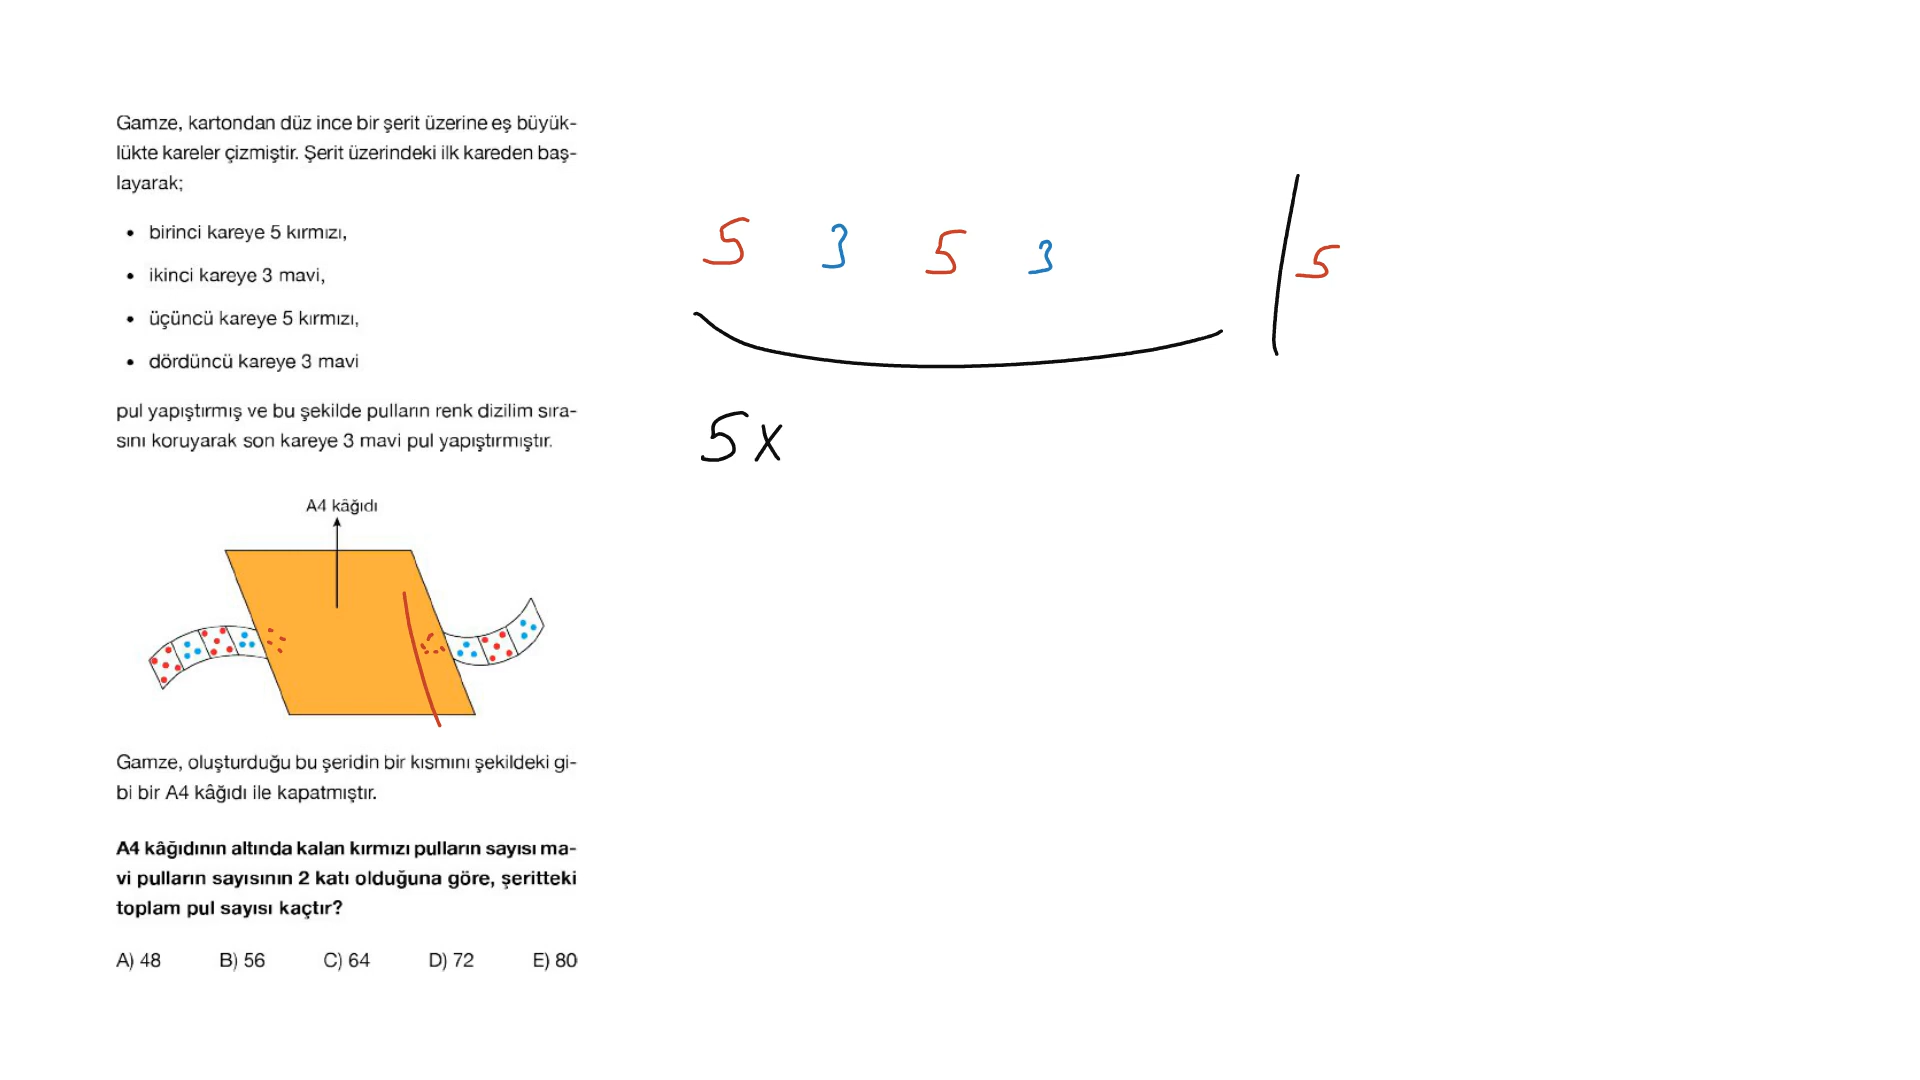 Gamze, kartondan düz ince bir şerit üzerine eş büyük-
lükte kareler çizmiştir. Şerit üzerindeki ilk kareden baş-
layarak;
• birinci kareye 5 kırmızı,
• ikinci kareye 3 mavi,
• üçüncü kareye 5 kırmızı,
• dördüncü kareye 3 mavi
pul yapıştırmış ve bu şekilde pulların renk dizilim sıra-
sını koruyarak son kareye 3 mavi pul yapıştırmıştır.
A4 kâğıdı
Gamze, oluşturduğu bu şeridin bir kısmını şekildeki gi-
bi bir A4 kâğıdı ile kapatmıştır.
A4 kâğıdının altında kalan kırmızı pulların sayısı ma-
vi pulların sayısının 2 katı olduğuna göre, şeritteki
toplam pul sayısı kaçtır?
A) 48 B) 56 C) 64 D) 72 E) 80
5 3 5 3 | 5
5x